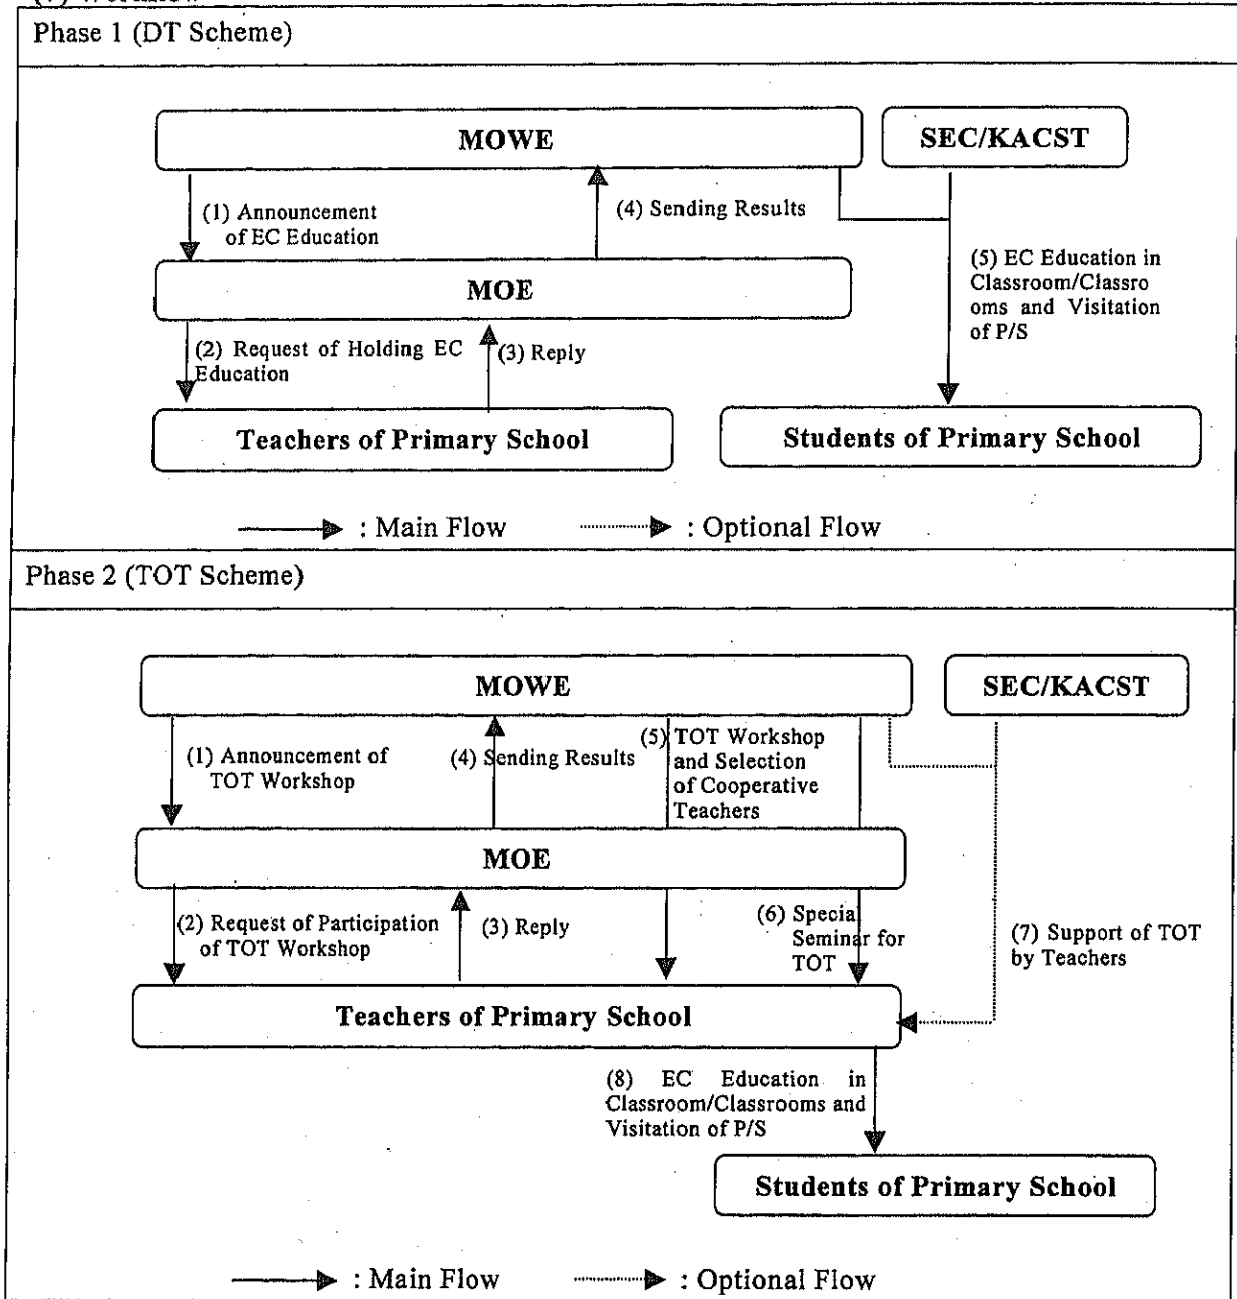 Phase 1 (DT Scheme)
MOWE
SEC/KACST
(1) Announcement
of EC Education
(4) Sending Results
(5) EC Education in
Classroom/Classro
oms and Visitation
of P/S
MOE
(2) Request of Holding EC
Education
(3) Reply
Teachers of Primary School
Students of Primary School
: Main Flow
: Optional Flow
Phase 2 (TOT Scheme)
MOWE
SEC/KACST
(1) Announcement of
TOT Workshop
(4) Sending Results
(5) TOT Workshop
and Selection
of Cooperative
Teachers
MOE
(2) Request of Participation
of TOT Workshop
(3) Reply
(6) Special
Seminar for
TOT
(7) Support of TOT
by Teachers
Teachers of Primary School
(8) EC Education in
Classroom/Classrooms and
Visitation of P/S
Students of Primary School
: Main Flow
: Optional Flow